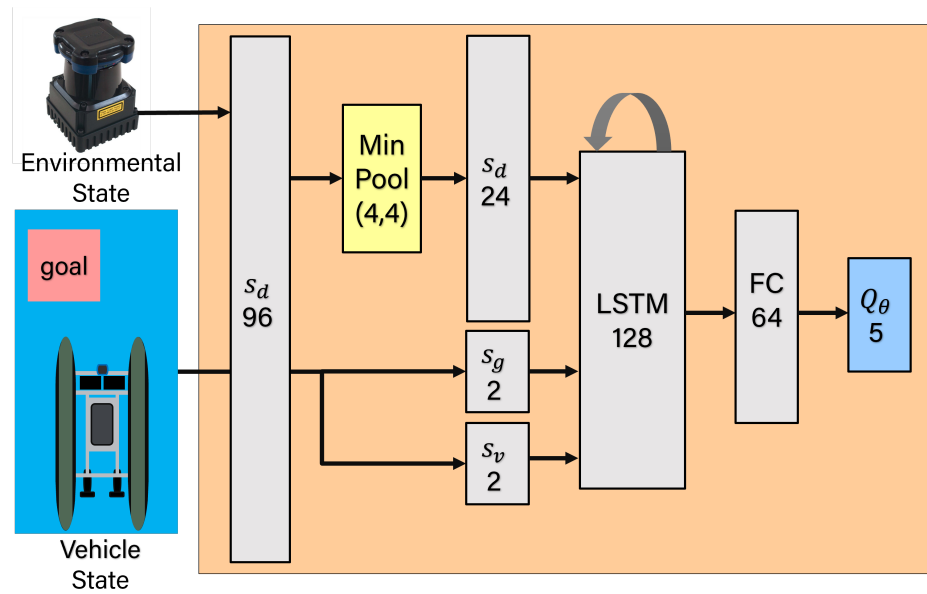 Environmental
State
goal
Vehicle
State
s_d
96
Min
Pool
(4,4)
s_d
24
s_g
2
s_v
2
LSTM
128
FC
64
Q_θ
5